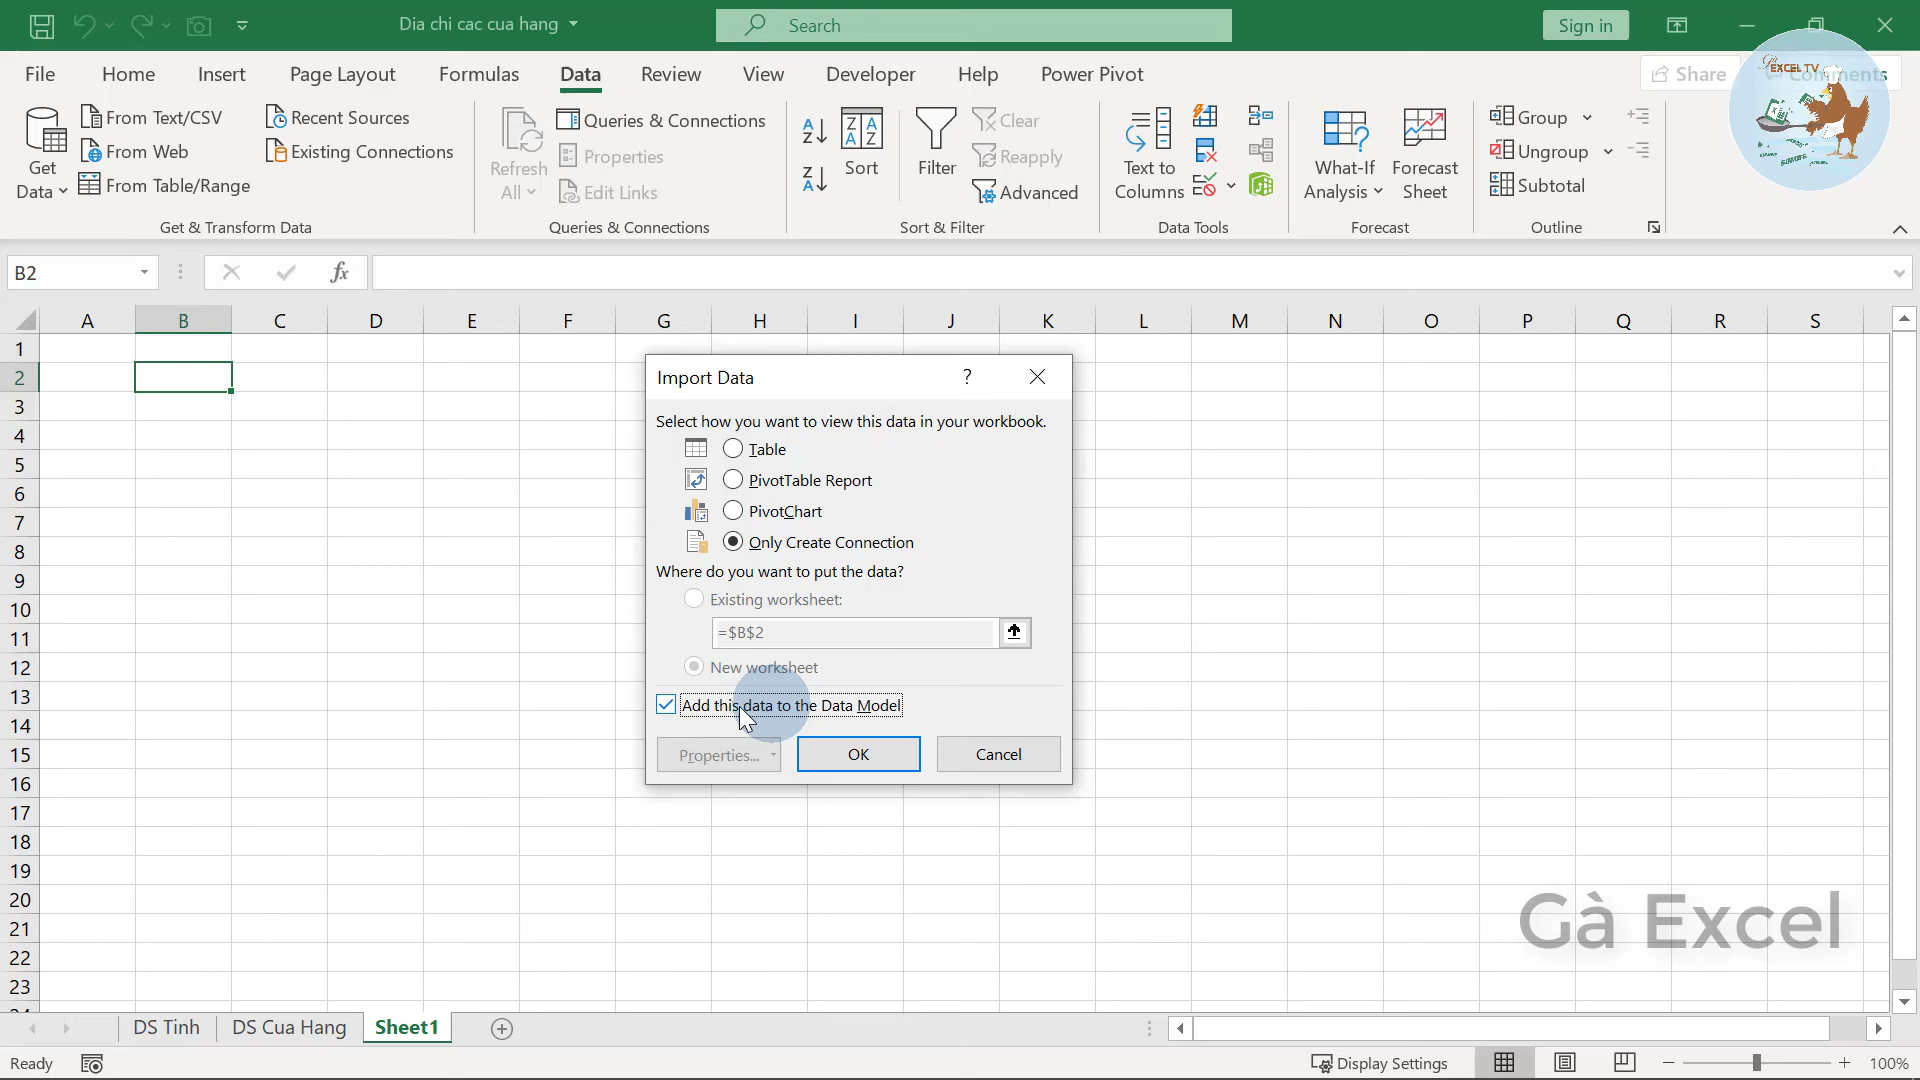 Dia chi cac cua hang
Search
Sign in
File
Home
Insert
Page Layout
Formulas
Data
Review
View
Developer
Help
Power Pivot
Share
Comments
EXCEL TV
Get
Data
From Text/CSV
From Web
From Table/Range
Recent Sources
Existing Connections
Get & Transform Data
Refresh
All
Queries & Connections
Properties
Edit Links
Queries & Connections
Sort
Filter
Clear
Reapply
Advanced
Sort & Filter
Text to
Columns
Data Tools
What-If
Analysis
Forecast
Sheet
Forecast
Group
Ungroup
Subtotal
Outline
B2
fx
A B C D E F G H I J K L M N O P Q R S
1
2
3
4
5
6
7
8
9
10
11
12
13
14
15
16
17
18
19
20
21
22
23
Import Data
?
Select how you want to view this data in your workbook.
Table
PivotTable Report
PivotChart
Only Create Connection
Where do you want to put the data?
Existing worksheet:
=$B$2
New worksheet
Add this data to the Data Model
Properties...
OK
Cancel
Gà Excel
DS Tinh
DS Cua Hang
Sheet1
Ready
Display Settings
100%